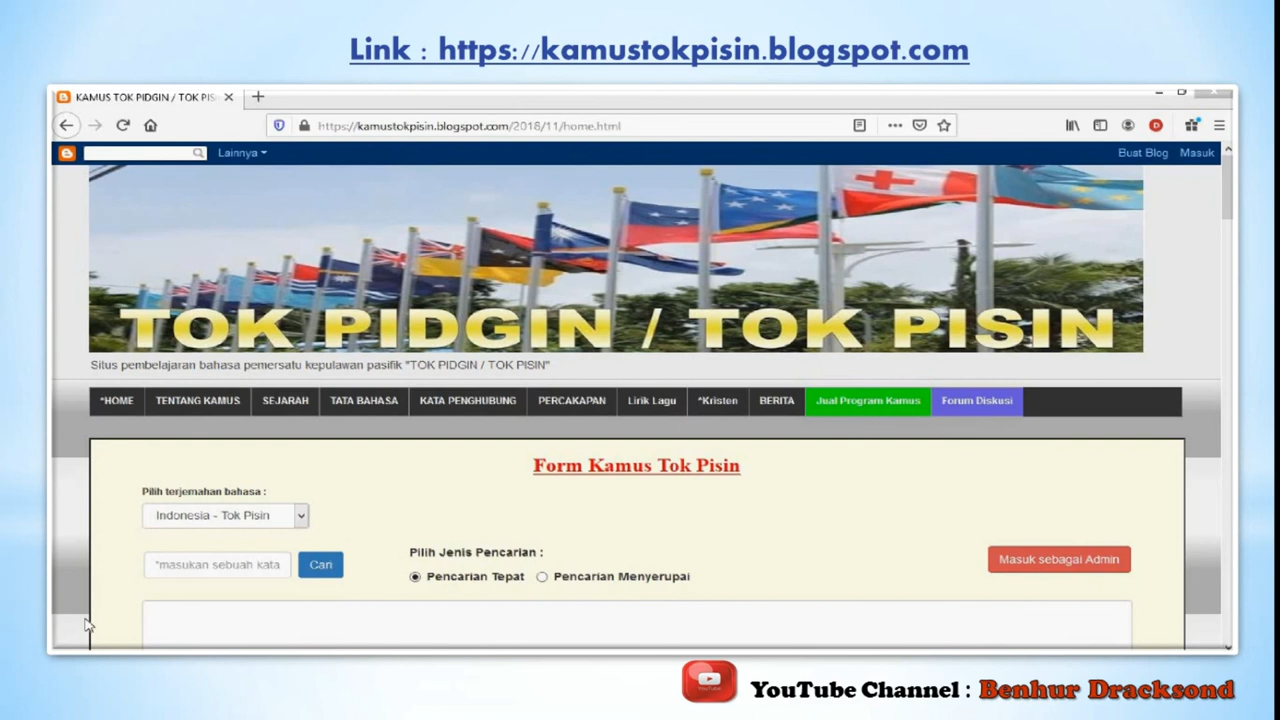 Link : https://kamustokpisin.blogspot.com
KAMUS TOK PIDGIN / TOK PIS
https://kamustokpisin.blogspot.com/2018/11/home.html
Lainnya
Buat Blog Masuk
TOK PIDGIN / TOK PISIN
Situs pembelajaran bahasa pemersatu kepulawan pasifik "TOK PIDGIN / TOK PISIN"
*HOME TENTANG KAMUS SEJARAH TATA BAHASA KATA PENGHUBUNG PERCAKAPAN Lirik Lagu *Kristen BERITA Jual Program Kamus Forum Diskusi
Form Kamus Tok Pisin
Pilih terjemahan bahasa :
Indonesia - Tok Pisin
*masukan sebuah kata Cari
Pilih Jenis Pencarian :
Pencarian Tepat Pencarian Menyerupai
Masuk sebagai Admin
YouTube
YouTube Channel : Benhur Dracksond